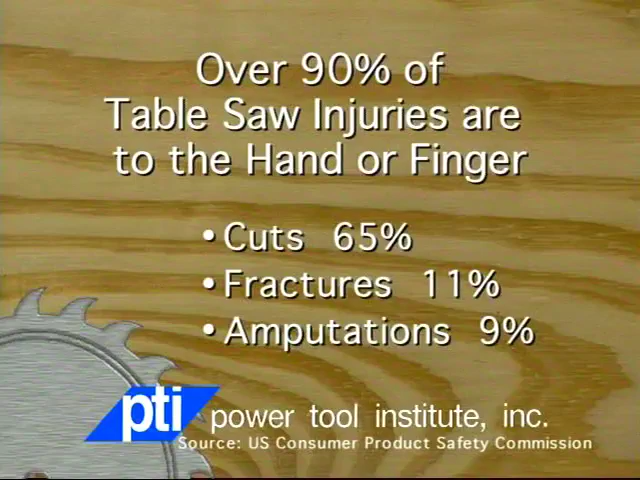 Over 90% of
Table Saw Injuries are
to the Hand or Finger
• Cuts 65%
• Fractures 11%
• Amputations 9%
pti power tool institute, inc.
Source: US Consumer Product Safety Commission